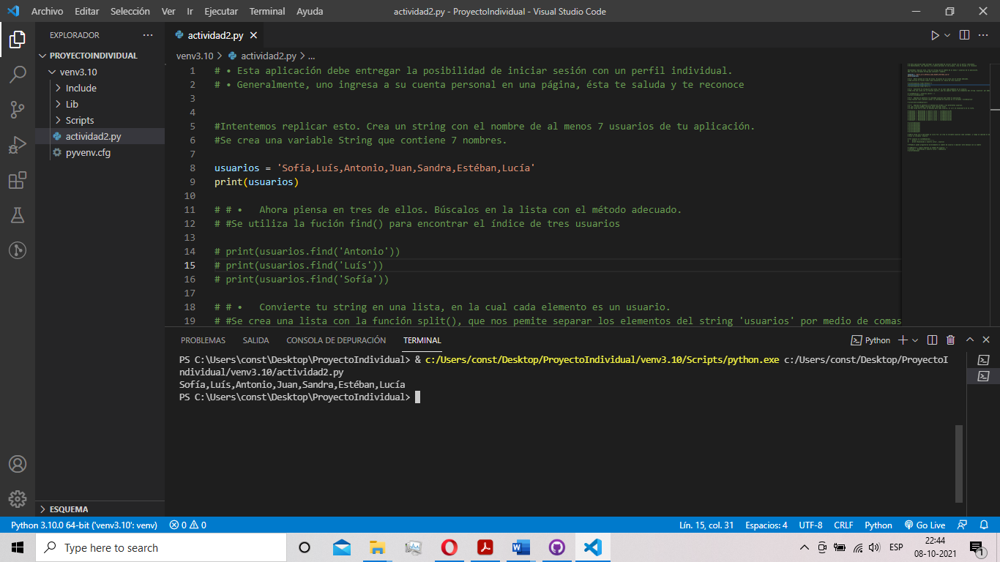 Archivo Editar Selección Ver Ir Ejecutar Terminal Ayuda
actividad2.py - ProyectoIndividual - Visual Studio Code
EXPLORADOR
PROYECTOINDIVIDUAL
venv3.10
Include
Lib
Scripts
actividad2.py
pyvenv.cfg
ESQUEMA
actividad2.py
venv3.10 > actividad2.py > ...
1 # • Esta aplicación debe entregar la posibilidad de iniciar sesión con un perfil individual.
2 # • Generalmente, uno ingresa a su cuenta personal en una página, ésta te saluda y te reconoce
3
4
5 #Intentemos replicar esto. Crea un string con el nombre de al menos 7 usuarios de tu aplicación.
6 #Se crea una variable String que contiene 7 nombres.
7
8 usuarios = 'Sofía,Luís,Antonio,Juan,Sandra,Estéban,Lucía'
9 print(usuarios)
10
11 # # • Ahora piensa en tres de ellos. Búscalos en la lista con el método adecuado.
12 # #Se utiliza la fución find() para encontrar el índice de tres usuarios
13
14 # print(usuarios.find('Antonio'))
15 # print(usuarios.find('Luís'))
16 # print(usuarios.find('Sofía'))
17
18 # # • Convierte tu string en una lista, en la cual cada elemento es un usuario.
19 # #Se crea una lista con la función split(), que nos pemite separar los elementos del string 'usuarios' por medio de comas
PROBLEMAS SALIDA CONSOLA DE DEPURACIÓN TERMINAL
Python
PS C:\Users\const\Desktop\ProyectoIndividual> & c:/Users/const/Desktop/ProyectoIndividual/venv3.10/Scripts/python.exe c:/Users/const/Desktop/ProyectoI
ndividual/venv3.10/actividad2.py
Sofía,Luís,Antonio,Juan,Sandra,Estéban,Lucía
PS C:\Users\const\Desktop\ProyectoIndividual>
Python 3.10.0 64-bit ('venv3.10': venv) 0 0 Lín. 15, col. 31 Espacios: 4 UTF-8 CRLF Python Go Live
Type here to search
ESP
22:44
08-10-2021
1